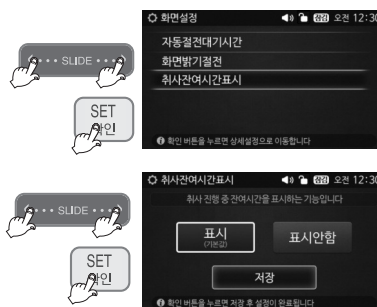 화면설정 잠김 오전 12:30
자동절전대기시간
화면밝기절전
취사잔여시간표시
확인 버튼을 누르면 상세설정으로 이동합니다
SLIDE
SET
확인
취사잔여시간표시 잠김 오전 12:30
취사 진행 중 잔여시간을 표시하는 기능입니다
표시
(기본값)
표시안함
저장
확인 버튼을 누르면 저장 후 설정이 완료됩니다
SLIDE
SET
확인